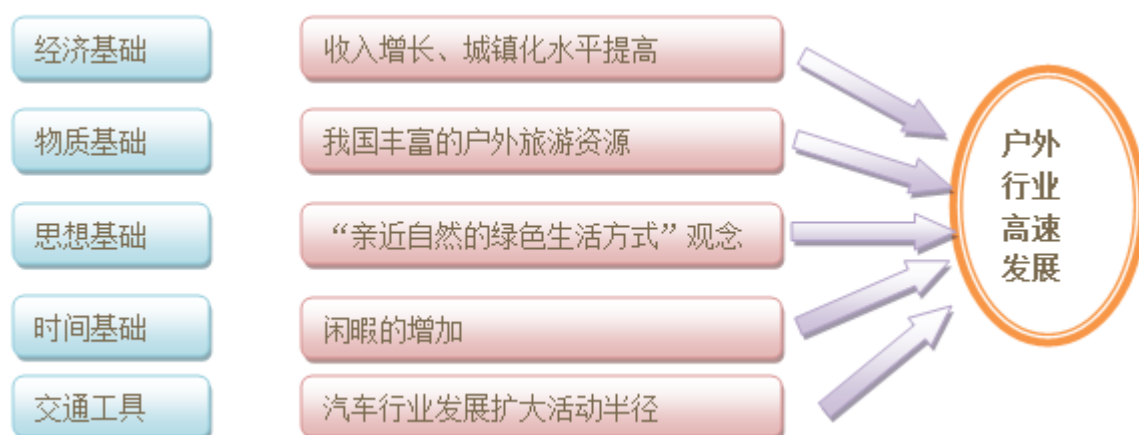 经济基础
收入增长、城镇化水平提高
物质基础
我国丰富的户外旅游资源
思想基础
“亲近自然的绿色生活方式”观念
时间基础
闲暇的增加
交通工具
汽车行业发展扩大活动半径
户外
行业
高速
发展